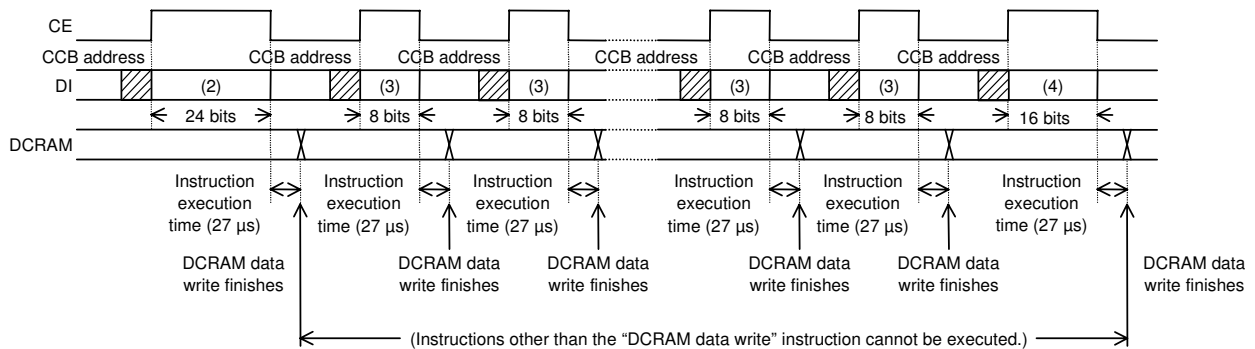 CE
CCB address CCB address CCB address CCB address CCB address CCB address
DI (2) (3) (3) (3) (3) (4)
24 bits 8 bits 8 bits 8 bits 8 bits 16 bits
DCRAM
Instruction Instruction Instruction Instruction Instruction Instruction
execution execution execution execution execution execution
time (27 µs) time (27 µs) time (27 µs) time (27 µs) time (27 µs) time (27 µs)
DCRAM data DCRAM data DCRAM data DCRAM data DCRAM data DCRAM data
write finishes write finishes write finishes write finishes write finishes write finishes
(Instructions other than the “DCRAM data write” instruction cannot be executed.)